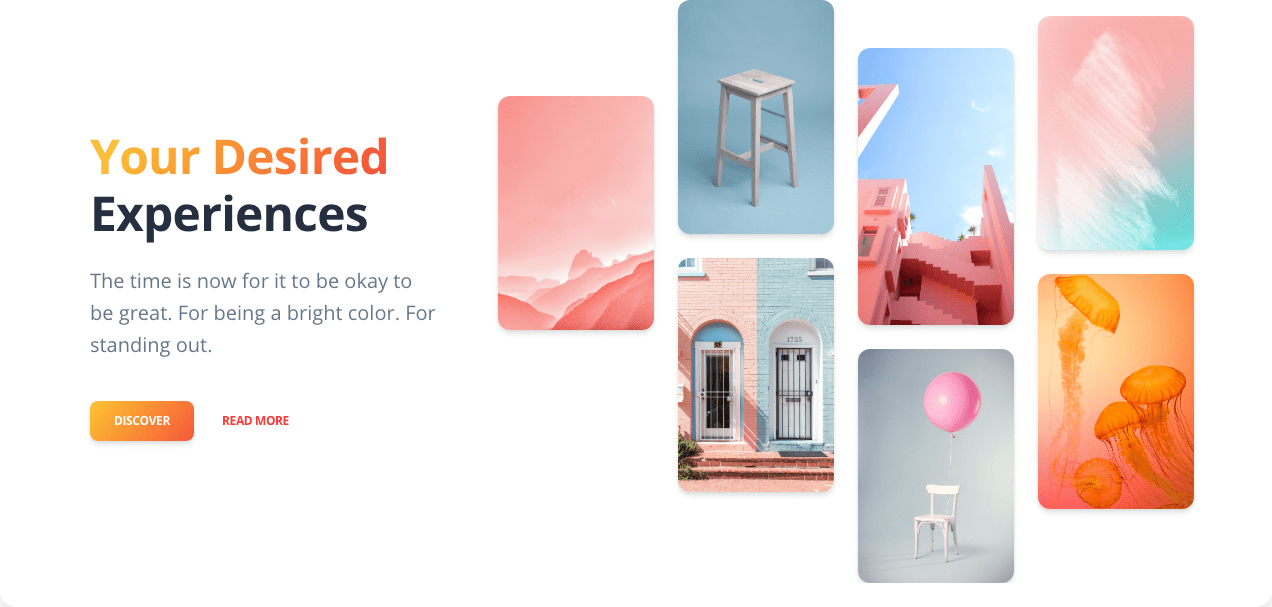 Your Desired
Experiences
The time is now for it to be okay to
be great. For being a bright color. For
standing out.
DISCOVER
READ MORE
1725